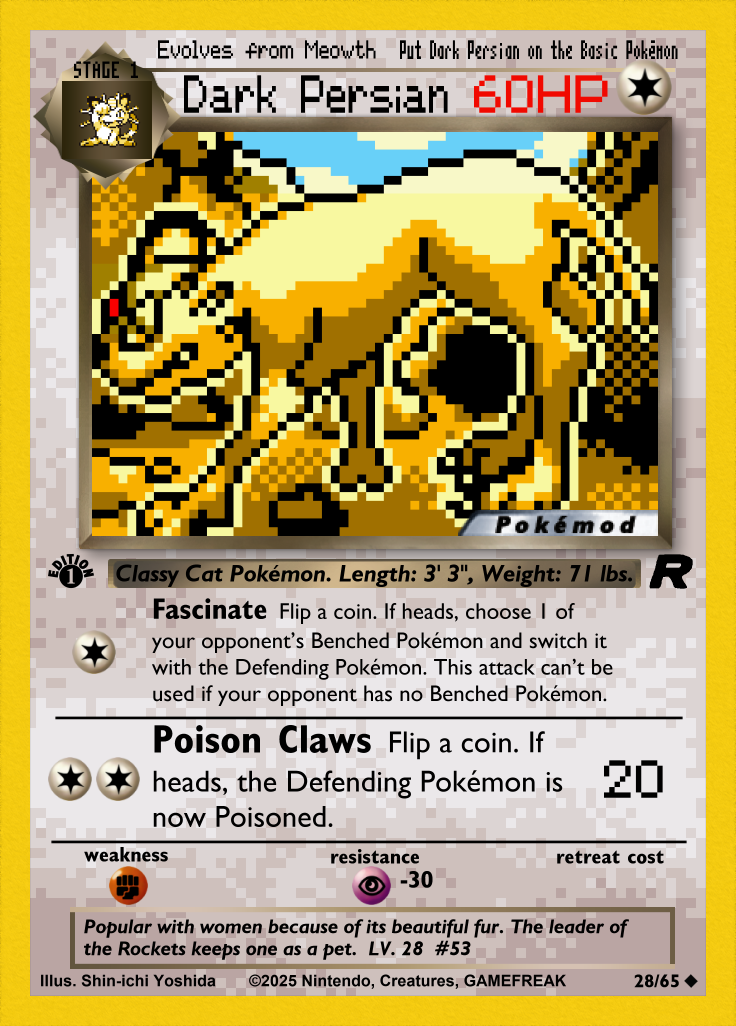 Evolves from Meowth Put Dark Persian on the Basic Pokémon
STAGE 1
Dark Persian 60HP
Pokémod
EDITION 1
Classy Cat Pokémon. Length: 3' 3", Weight: 71 lbs.
R
Fascinate Flip a coin. If heads, choose 1 of
your opponent's Benched Pokémon and switch it
with the Defending Pokémon. This attack can't be
used if your opponent has no Benched Pokémon.
Poison Claws Flip a coin. If
heads, the Defending Pokémon is
now Poisoned.
20
weakness resistance retreat cost
-30
Popular with women because of its beautiful fur. The leader of
the Rockets keeps one as a pet. LV. 28 #53
Illus. Shin-ichi Yoshida ©2025 Nintendo, Creatures, GAMEFREAK 28/65